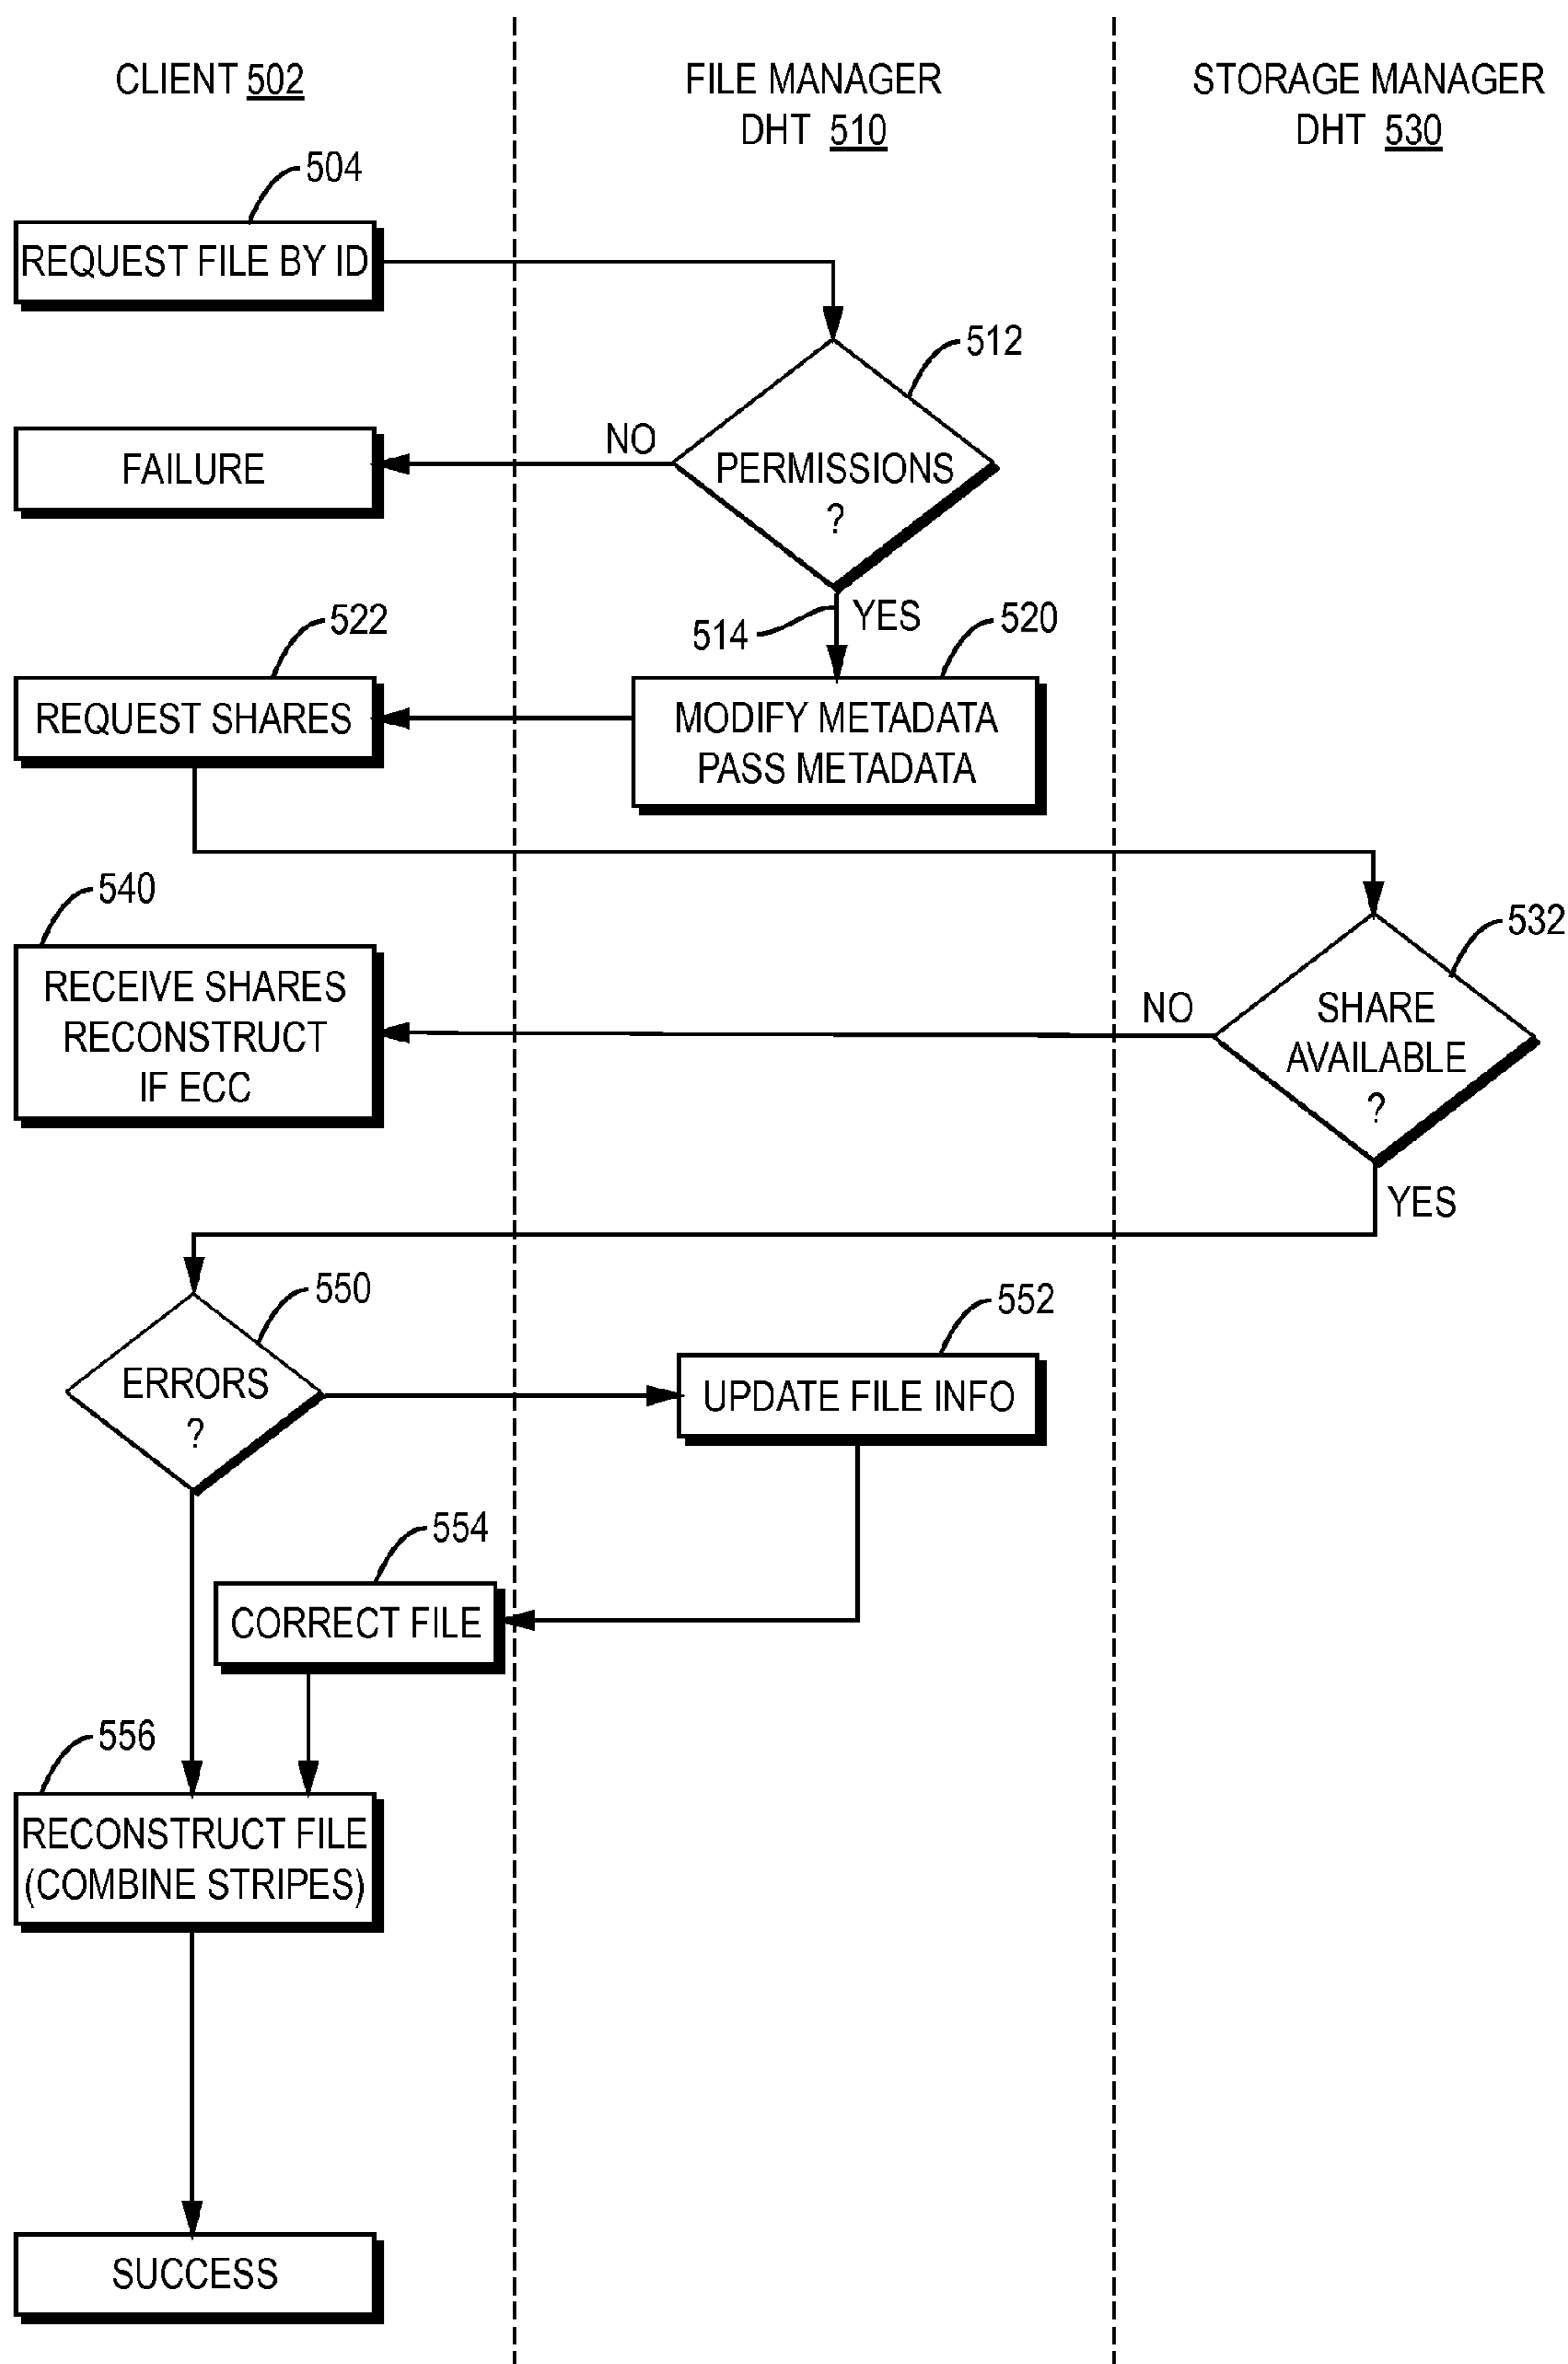 CLIENT 502
FILE MANAGER
DHT 510
STORAGE MANAGER
DHT 530
504
REQUEST FILE BY ID
512
NO
PERMISSIONS
?
FAILURE
514
YES
520
522
REQUEST SHARES
MODIFY METADATA
PASS METADATA
540
532
RECEIVE SHARES
RECONSTRUCT
IF ECC
NO
SHARE
AVAILABLE
?
YES
550
ERRORS
?
552
UPDATE FILE INFO
554
CORRECT FILE
556
RECONSTRUCT FILE
(COMBINE STRIPES)
SUCCESS